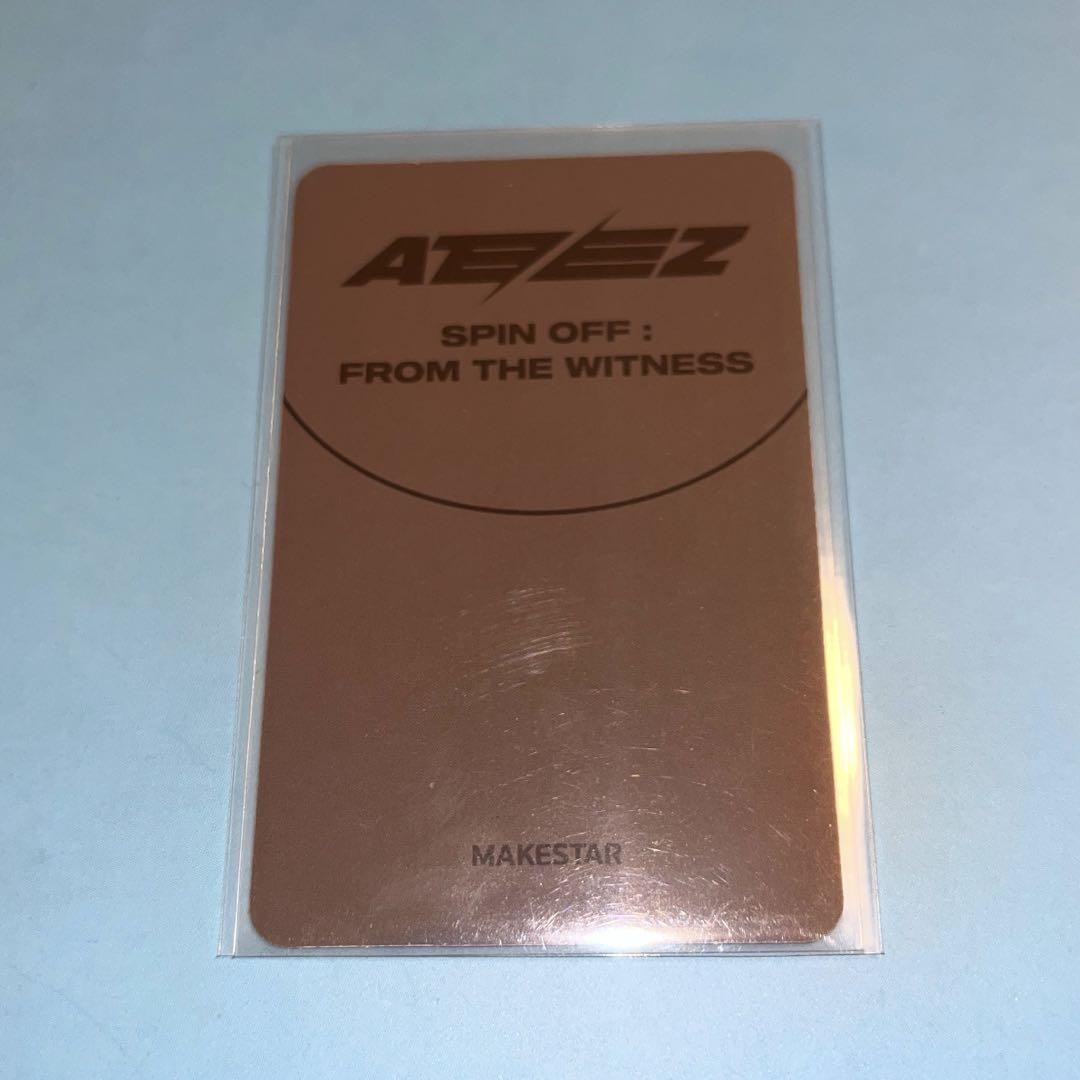 ATEEZ
SPIN OFF :
FROM THE WITNESS
MAKESTAR